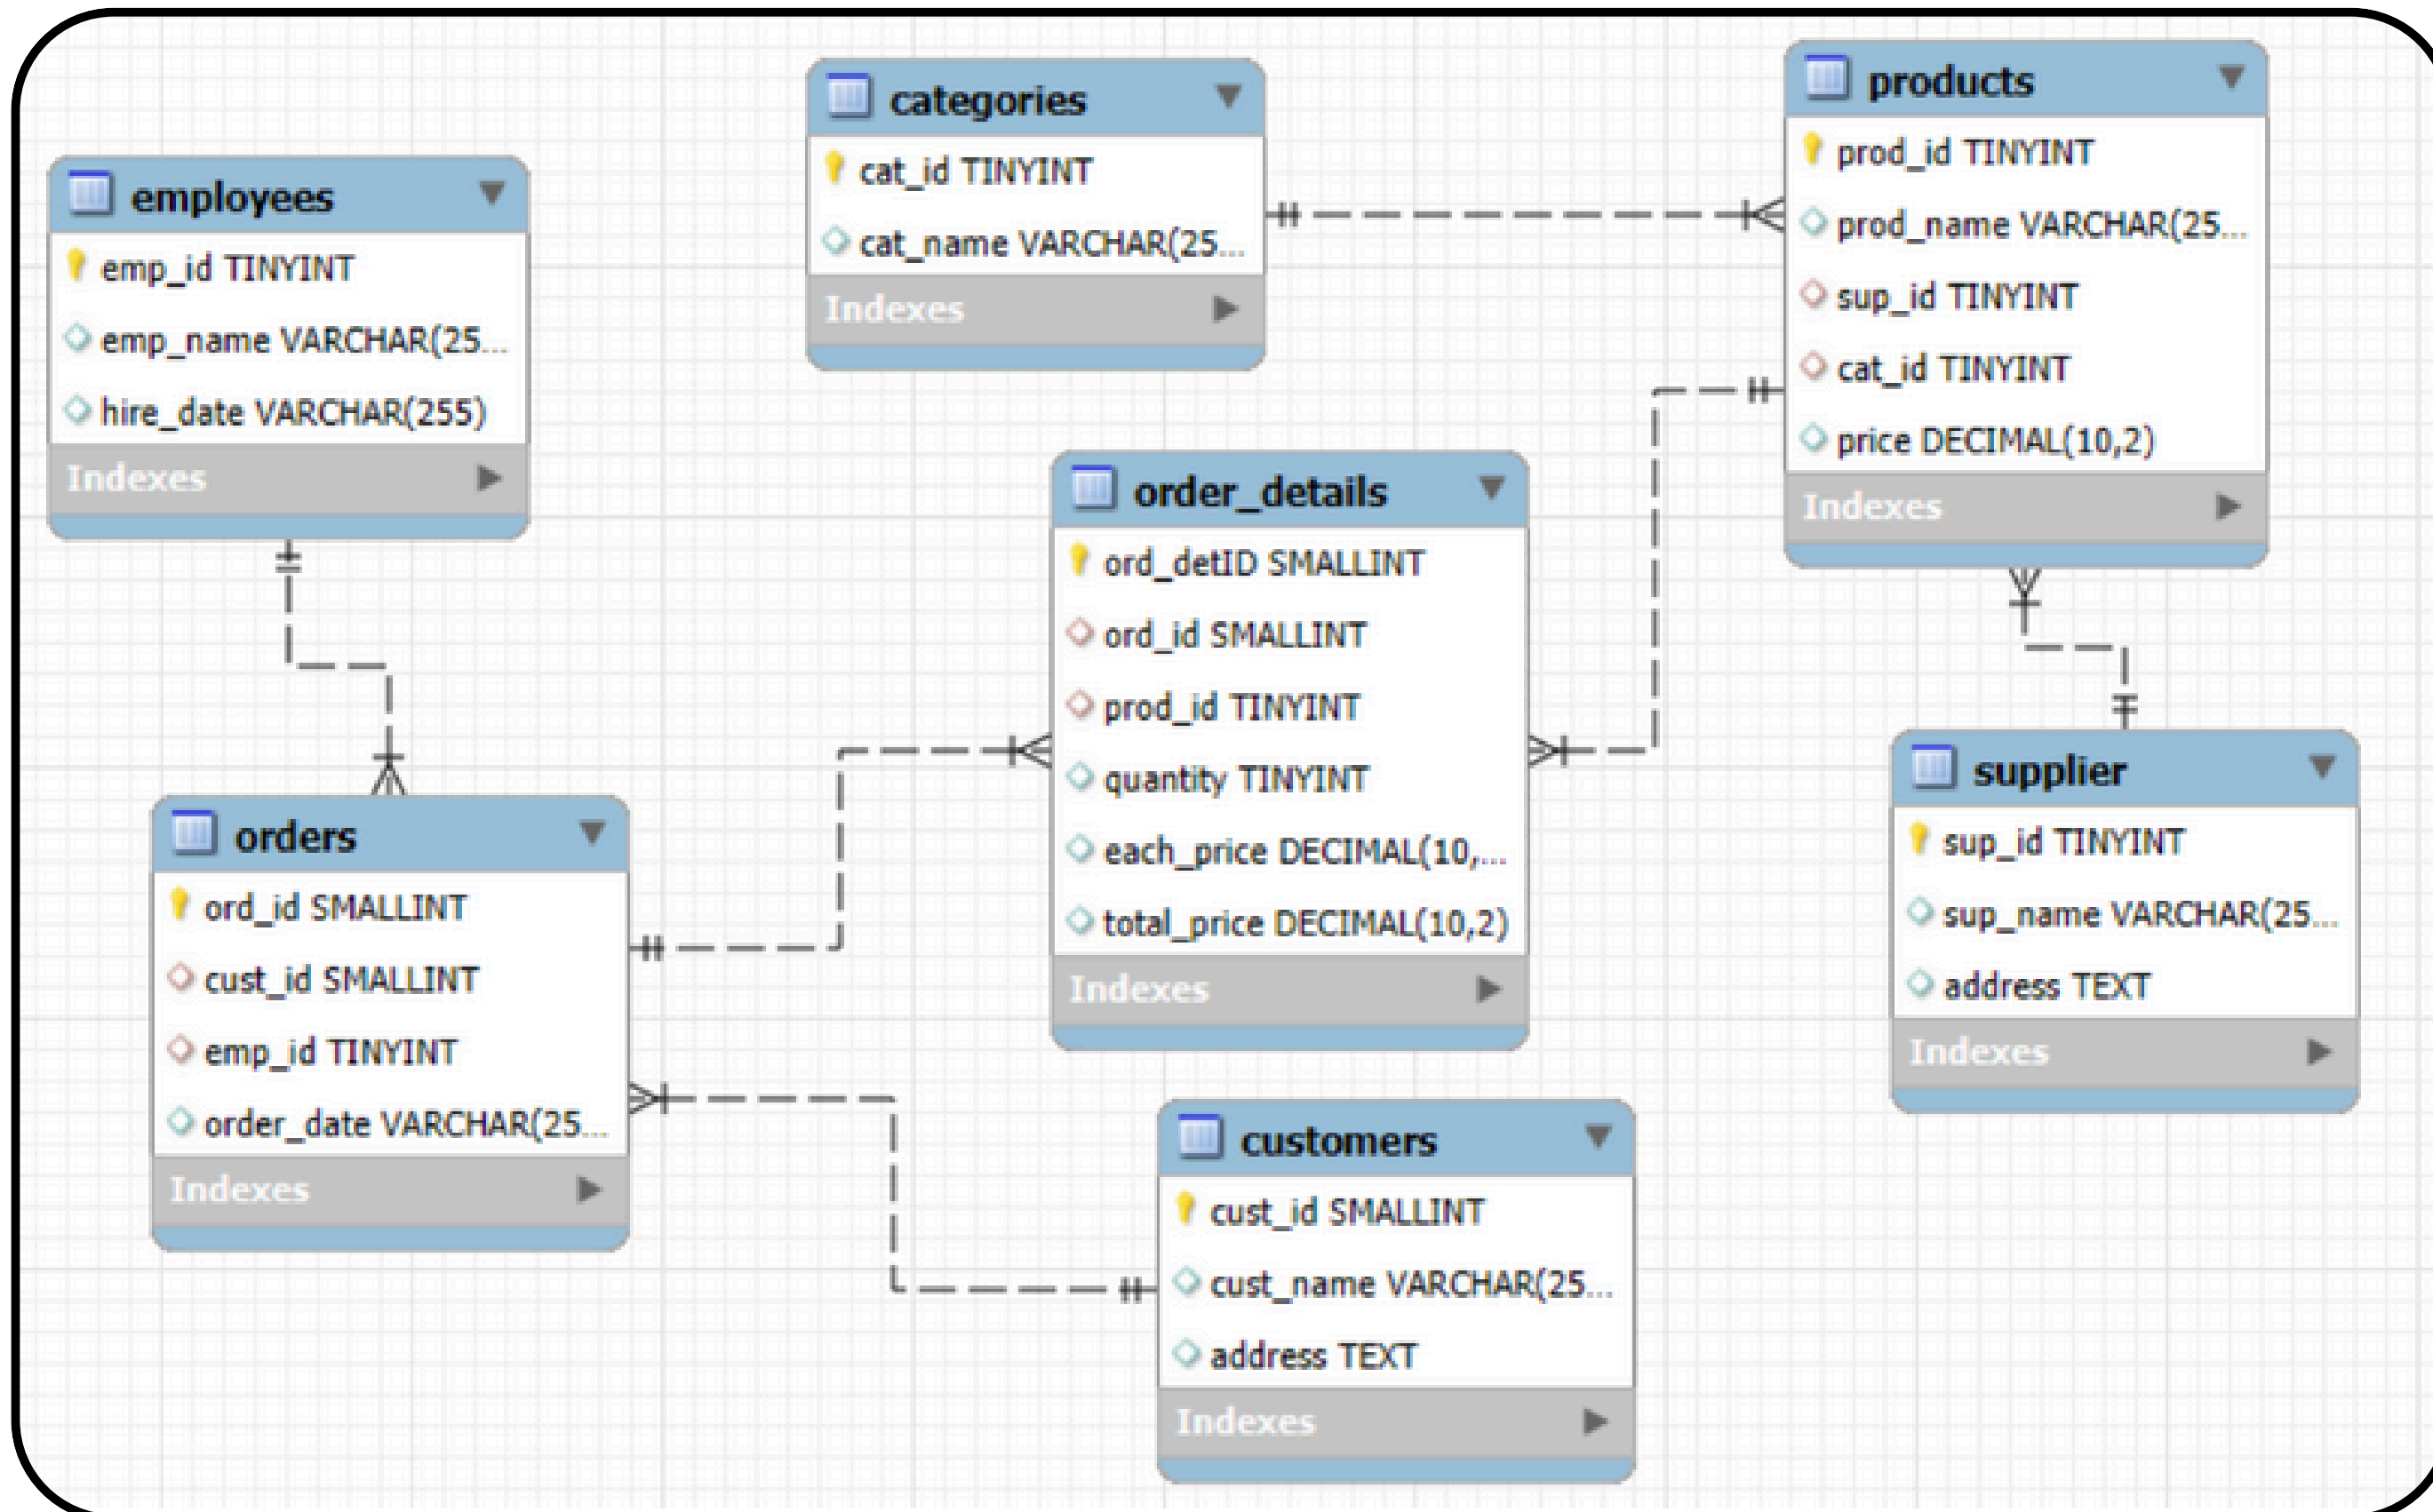 employees
emp_id TINYINT
emp_name VARCHAR(25...
hire_date VARCHAR(255)
Indexes
categories
cat_id TINYINT
cat_name VARCHAR(25...
Indexes
products
prod_id TINYINT
prod_name VARCHAR(25...
sup_id TINYINT
cat_id TINYINT
price DECIMAL(10,2)
Indexes
order_details
ord_detID SMALLINT
ord_id SMALLINT
prod_id TINYINT
quantity TINYINT
each_price DECIMAL(10,...
total_price DECIMAL(10,2)
Indexes
orders
ord_id SMALLINT
cust_id SMALLINT
emp_id TINYINT
order_date VARCHAR(25...
Indexes
supplier
sup_id TINYINT
sup_name VARCHAR(25...
address TEXT
Indexes
customers
cust_id SMALLINT
cust_name VARCHAR(25...
address TEXT
Indexes